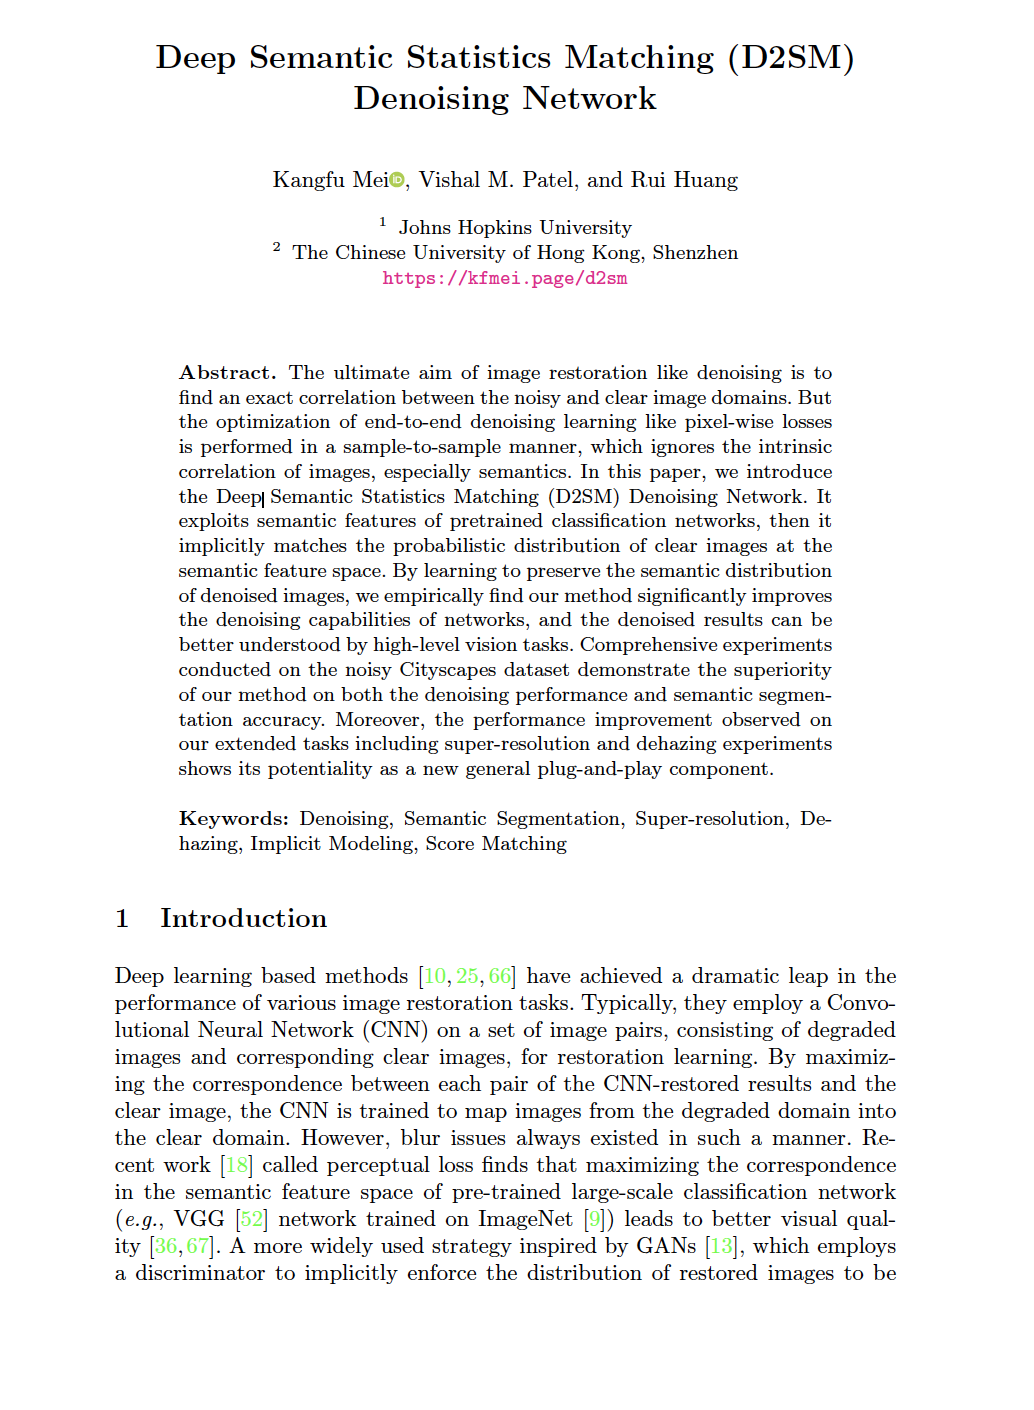 Deep Semantic Statistics Matching (D2SM)
Denoising Network
Kangfu Mei, Vishal M. Patel, and Rui Huang
1 Johns Hopkins University
2 The Chinese University of Hong Kong, Shenzhen
https://kfmei.page/d2sm
Abstract. The ultimate aim of image restoration like denoising is to
find an exact correlation between the noisy and clear image domains. But
the optimization of end-to-end denoising learning like pixel-wise losses
is performed in a sample-to-sample manner, which ignores the intrinsic
correlation of images, especially semantics. In this paper, we introduce
the Deep Semantic Statistics Matching (D2SM) Denoising Network. It
exploits semantic features of pretrained classification networks, then it
implicitly matches the probabilistic distribution of clear images at the
semantic feature space. By learning to preserve the semantic distribution
of denoised images, we empirically find our method significantly improves
the denoising capabilities of networks, and the denoised results can be
better understood by high-level vision tasks. Comprehensive experiments
conducted on the noisy Cityscapes dataset demonstrate the superiority
of our method on both the denoising performance and semantic segmen-
tation accuracy. Moreover, the performance improvement observed on
our extended tasks including super-resolution and dehazing experiments
shows its potentiality as a new general plug-and-play component.
Keywords: Denoising, Semantic Segmentation, Super-resolution, De-
hazing, Implicit Modeling, Score Matching
1 Introduction
Deep learning based methods [10, 25, 66] have achieved a dramatic leap in the
performance of various image restoration tasks. Typically, they employ a Convo-
lutional Neural Network (CNN) on a set of image pairs, consisting of degraded
images and corresponding clear images, for restoration learning. By maximiz-
ing the correspondence between each pair of the CNN-restored results and the
clear image, the CNN is trained to map images from the degraded domain into
the clear domain. However, blur issues always existed in such a manner. Re-
cent work [18] called perceptual loss finds that maximizing the correspondence
in the semantic feature space of pre-trained large-scale classification network
(e.g., VGG [52] network trained on ImageNet [9]) leads to better visual qual-
ity [36, 67]. A more widely used strategy inspired by GANs [13], which employs
a discriminator to implicitly enforce the distribution of restored images to be